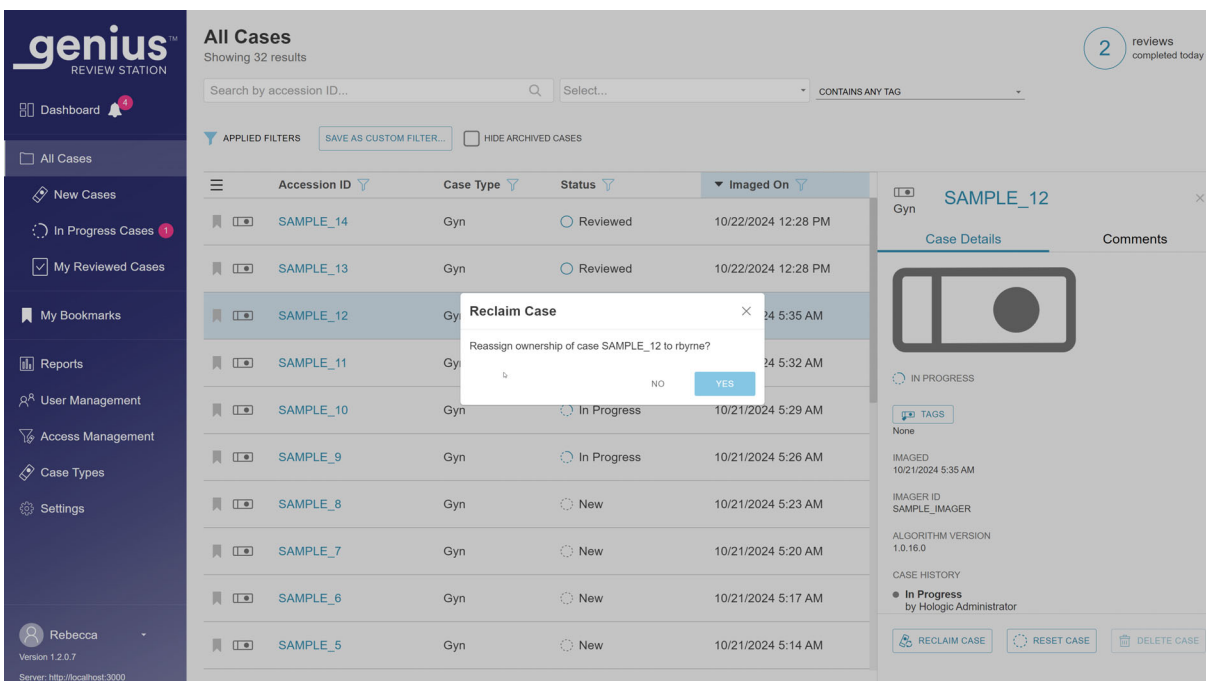 genius™
REVIEW STATION
Dashboard 4
All Cases
New Cases
In Progress Cases 1
My Reviewed Cases
My Bookmarks
Reports
User Management
Access Management
Case Types
Settings
Rebecca
Version 1.2.0.7
Server: http://localhost:3000
All Cases
Showing 32 results
2 reviews
completed today
Search by accession ID...
Select...
CONTAINS ANY TAG
APPLIED FILTERS
SAVE AS CUSTOM FILTER...
HIDE ARCHIVED CASES
Accession ID Case Type Status Imaged On
SAMPLE_14 Gyn Reviewed 10/22/2024 12:28 PM
SAMPLE_13 Gyn Reviewed 10/22/2024 12:28 PM
SAMPLE_12 Gy 24 5:35 AM
SAMPLE_11 Gy 24 5:32 AM
SAMPLE_10 Gyn In Progress 10/21/2024 5:29 AM
SAMPLE_9 Gyn In Progress 10/21/2024 5:26 AM
SAMPLE_8 Gyn New 10/21/2024 5:23 AM
SAMPLE_7 Gyn New 10/21/2024 5:20 AM
SAMPLE_6 Gyn New 10/21/2024 5:17 AM
SAMPLE_5 Gyn New 10/21/2024 5:14 AM
Reclaim Case
Reassign ownership of case SAMPLE_12 to rbyrne?
NO
YES
Gyn
SAMPLE_12
Case Details
Comments
IN PROGRESS
TAGS
None
IMAGED
10/21/2024 5:35 AM
IMAGER ID
SAMPLE_IMAGER
ALGORITHM VERSION
1.0.16.0
CASE HISTORY
In Progress
by Hologic Administrator
RECLAIM CASE
RESET CASE
DELETE CASE